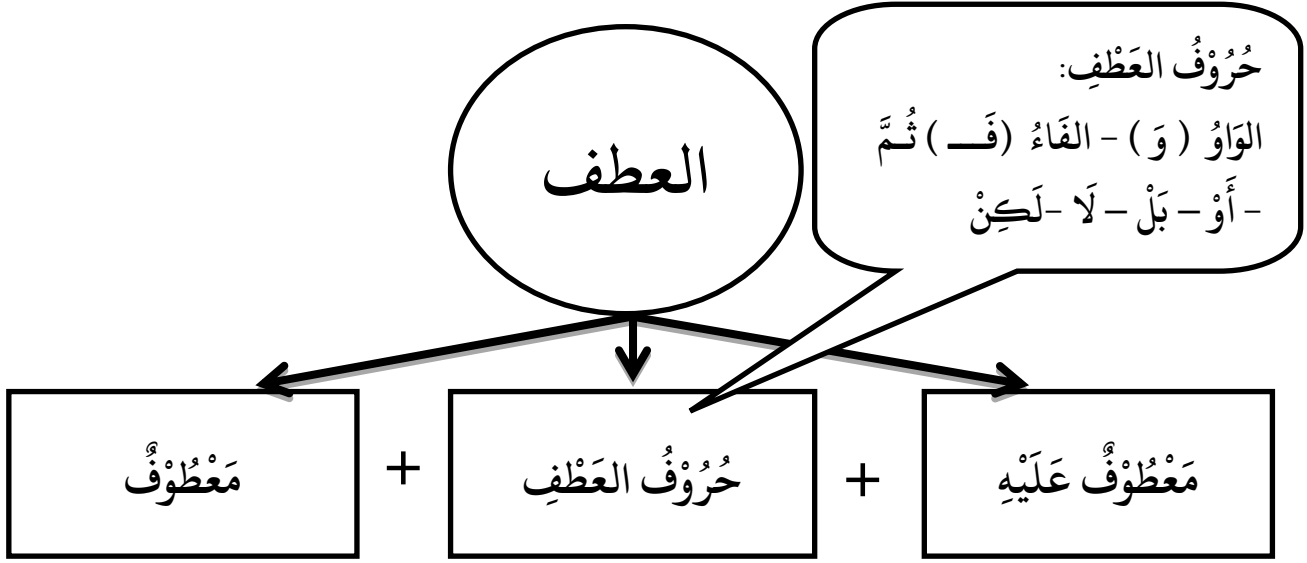 العطف
حُرُوْفُ العَطْفِ:
الوَاوُ ( وَ ) - الفَاءُ (فَـــ ) ثُـمَّ
- أَوْ – بَلْ – لَا -لَكِنْ
مَعْطُوْفٌ عَلَيْهِ
+
حُرُوْفُ العَطْفِ
+
مَعْطُوْفٌ